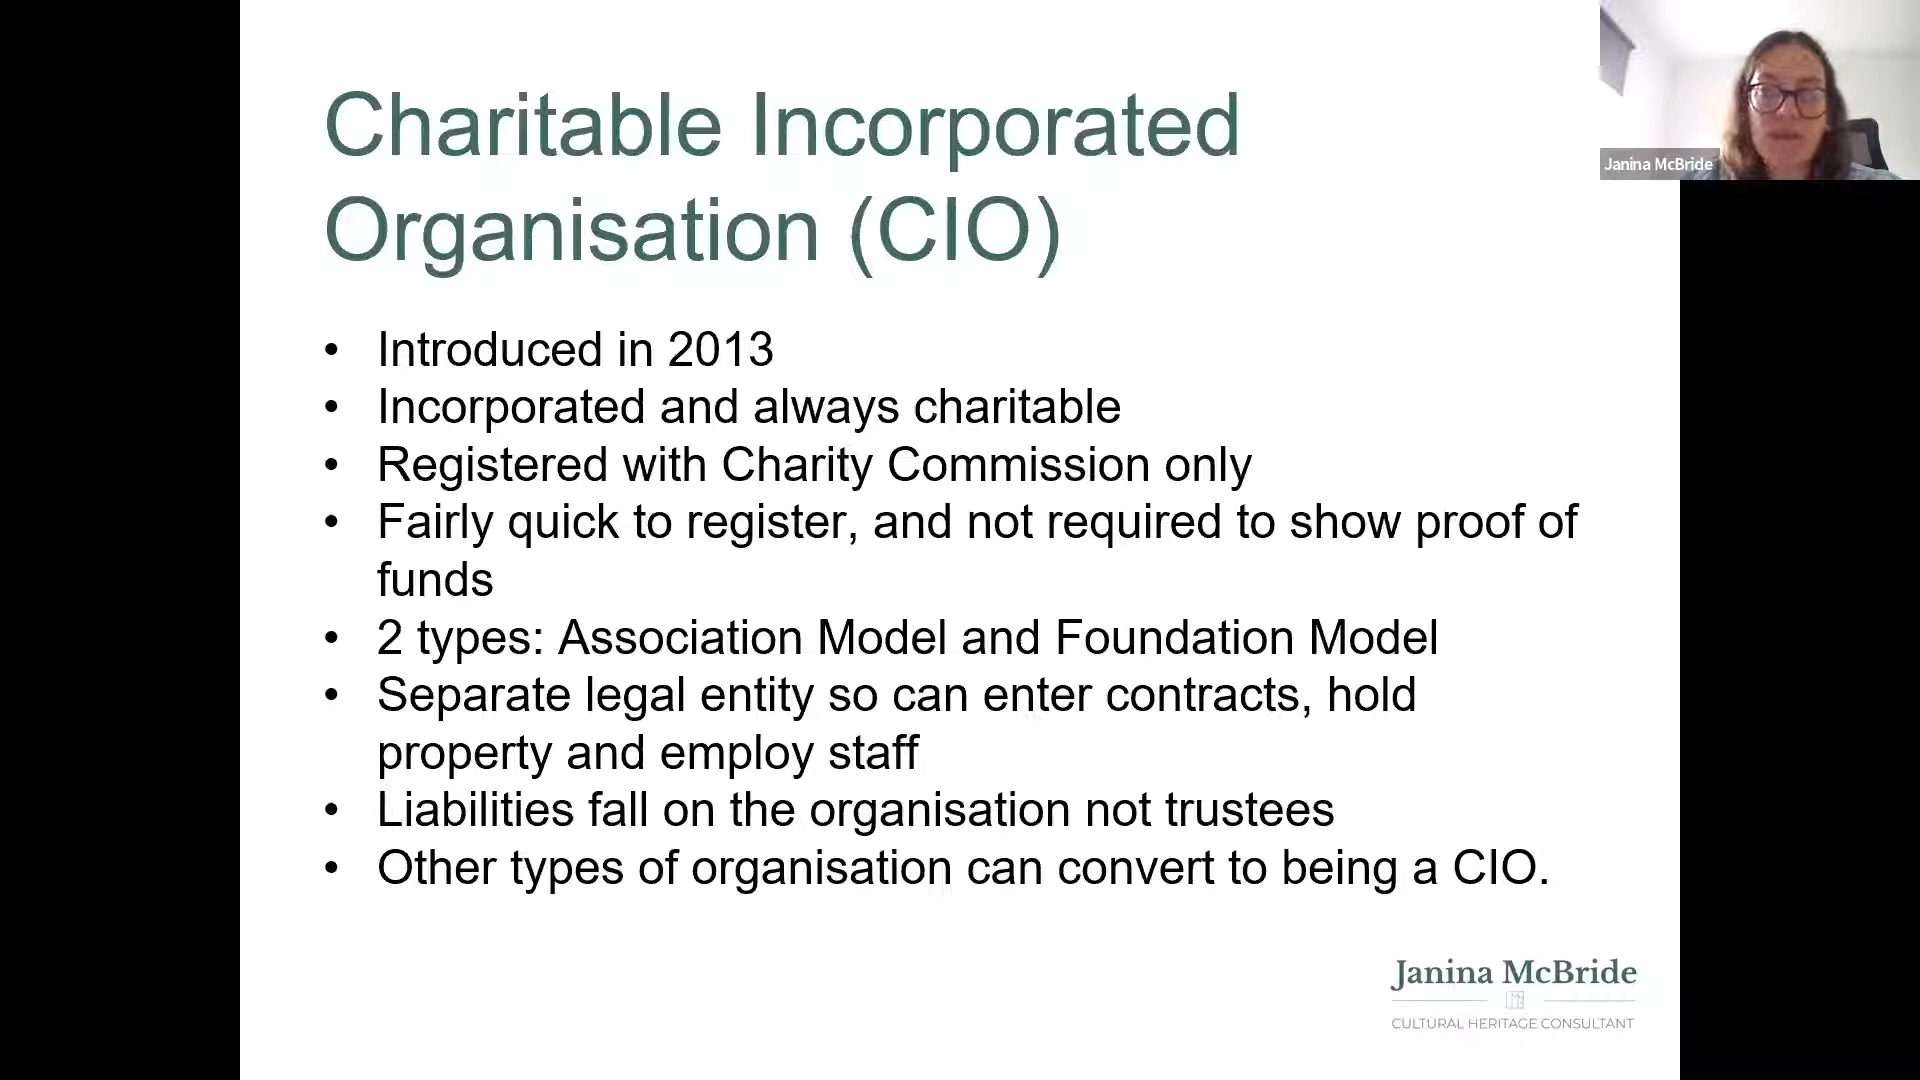 Charitable Incorporated
Organisation (CIO)
• Introduced in 2013
• Incorporated and always charitable
• Registered with Charity Commission only
• Fairly quick to register, and not required to show proof of
funds
• 2 types: Association Model and Foundation Model
• Separate legal entity so can enter contracts, hold
property and employ staff
• Liabilities fall on the organisation not trustees
• Other types of organisation can convert to being a CIO.
Janina McBride
Janina McBride
CULTURAL HERITAGE CONSULTANT